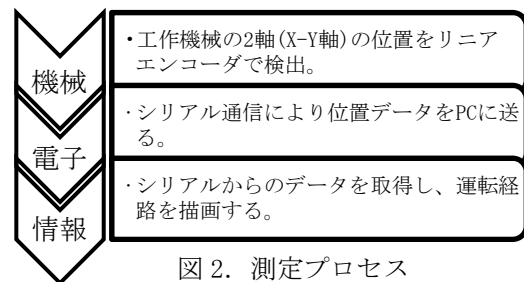 機械
・工作機械の2軸(X-Y軸)の位置をリニア
エンコーダで検出。
電子
・シリアル通信により位置データをPCに送
る。
情報
・シリアルからのデータを取得し、運転経
路を描画する。
図 2. 測定プロセス